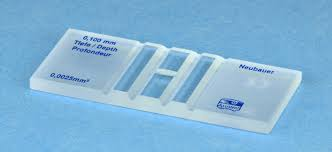 0,100 mm
Tiefe / Depth
Profondeur
0,0025mm²
Neubauer